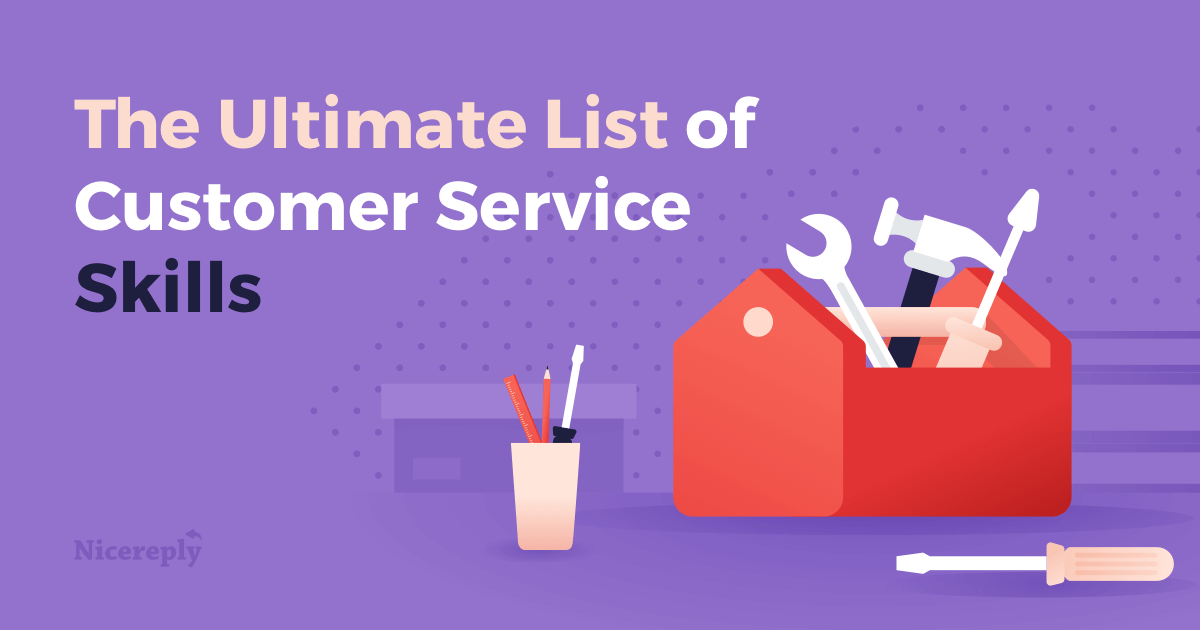 The Ultimate List of
Customer Service
Skills
Nicereply